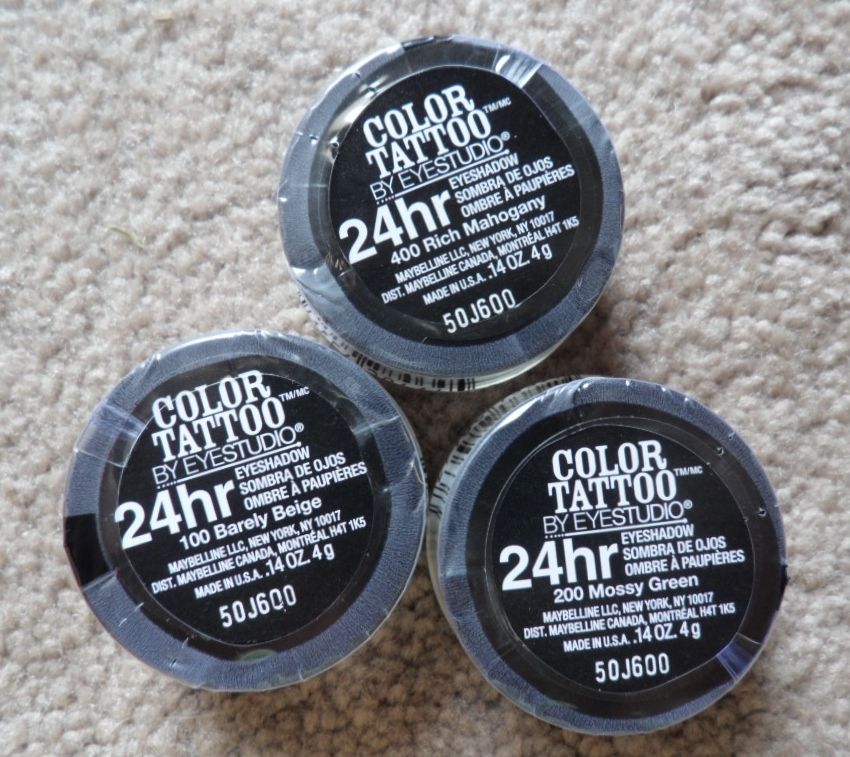 COLOR
TATTOO TM/MC
BY EYESTUDIO®
24hr
EYESHADOW
SOMBRA DE OJOS
OMBRE À PAUPIÈRES
400 Rich Mahogany
MAYBELLINE LLC, NEW YORK, NY 10017
DIST. MAYBELLINE CANADA, MONTRÉAL H4T 1K5
MADE IN U.S.A. .14 OZ. 4 g
50J600
COLOR
TATTOO TM/MC
BY EYESTUDIO®
24hr
EYESHADOW
SOMBRA DE OJOS
OMBRE À PAUPIÈRES
100 Barely Beige
MAYBELLINE LLC, NEW YORK, NY 10017
DIST. MAYBELLINE CANADA, MONTRÉAL H4T 1K5
MADE IN U.S.A. .14 OZ. 4 g
50J600
COLOR
TATTOO TM/MC
BY EYESTUDIO®
24hr
EYESHADOW
SOMBRA DE OJOS
OMBRE À PAUPIÈRES
200 Mossy Green
MAYBELLINE LLC, NEW YORK, NY 10017
DIST. MAYBELLINE CANADA, MONTRÉAL H4T 1K5
MADE IN U.S.A. .14 OZ. 4 g
50J600